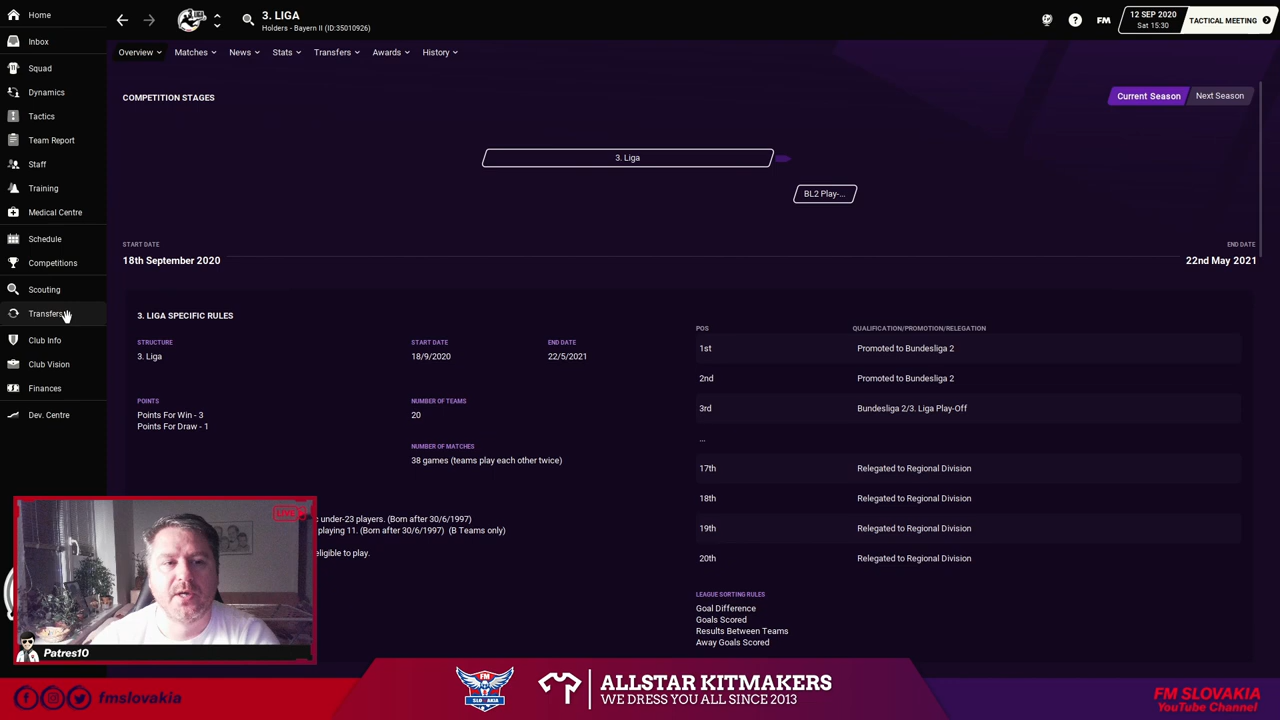 Home
Inbox
Squad
Dynamics
Tactics
Team Report
Staff
Training
Medical Centre
Schedule
Competitions
Scouting
Transfers
Club Info
Club Vision
Finances
Dev. Centre
3. LIGA
Holders - Bayern II (ID:35010926)
FM
12 SEP 2020
Sat 15:30
TACTICAL MEETING
Overview
Matches
News
Stats
Transfers
Awards
History
COMPETITION STAGES
Current Season
Next Season
3. Liga
BL2 Play-...
START DATE
18th September 2020
END DATE
22nd May 2021
3. LIGA SPECIFIC RULES
STRUCTURE
3. Liga
START DATE
18/9/2020
END DATE
22/5/2021
POINTS
Points For Win - 3
Points For Draw - 1
NUMBER OF TEAMS
20
NUMBER OF MATCHES
38 games (teams play each other twice)
under-23 players. (Born after 30/6/1997)
playing 11. (Born after 30/6/1997) (B Teams only)
eligible to play.
POS
QUALIFICATION/PROMOTION/RELEGATION
1st
Promoted to Bundesliga 2
2nd
Promoted to Bundesliga 2
3rd
Bundesliga 2/3. Liga Play-Off
...
17th
Relegated to Regional Division
18th
Relegated to Regional Division
19th
Relegated to Regional Division
20th
Relegated to Regional Division
LEAGUE SORTING RULES
Goal Difference
Goals Scored
Results Between Teams
Away Goals Scored
LIVE
Patres10
fmslovakia
FM
SLOVAKIA
ALLSTAR KITMAKERS
WE DRESS YOU ALL SINCE 2013
FM SLOVAKIA
YouTube Channel